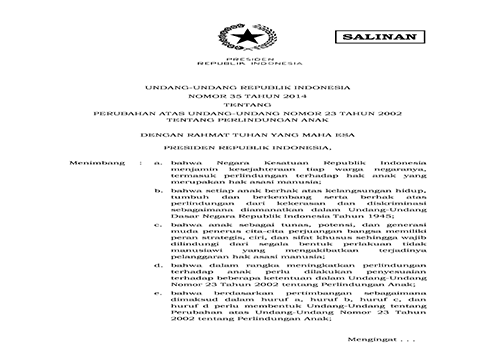 SALINAN
PRESIDEN
REPUBLIK INDONESIA
UNDANG-UNDANG REPUBLIK INDONESIA
NOMOR 35 TAHUN 2014
TENTANG
PERUBAHAN ATAS UNDANG-UNDANG NOMOR 23 TAHUN 2002
TENTANG PERLINDUNGAN ANAK
DENGAN RAHMAT TUHAN YANG MAHA ESA
PRESIDEN REPUBLIK INDONESIA,
Menimbang : a. bahwa Negara Kesatuan Republik Indonesia
menjamin kesejahteraan tiap warga negaranya,
termasuk perlindungan terhadap hak anak yang
merupakan hak asasi manusia;
b. bahwa setiap anak berhak atas kelangsungan hidup,
tumbuh dan berkembang serta berhak atas
perlindungan dari kekerasan dan diskriminasi
sebagaimana diamanatkan dalam Undang-Undang
Dasar Negara Republik Indonesia Tahun 1945;
c. bahwa anak sebagai tunas, potensi, dan generasi
muda penerus cita-cita perjuangan bangsa memiliki
peran strategis, ciri, dan sifat khusus sehingga wajib
dilindungi dari segala bentuk perlakuan tidak
manusiawi yang mengakibatkan terjadinya
pelanggaran hak asasi manusia;
d. bahwa dalam rangka meningkatkan perlindungan
terhadap anak perlu dilakukan penyesuaian
terhadap beberapa ketentuan dalam Undang-Undang
Nomor 23 Tahun 2002 tentang Perlindungan Anak;
e. bahwa berdasarkan pertimbangan sebagaimana
dimaksud dalam huruf a, huruf b, huruf c, dan
huruf d perlu membentuk Undang-Undang tentang
Perubahan atas Undang-Undang Nomor 23 Tahun
2002 tentang Perlindungan Anak;
Mengingat . . .